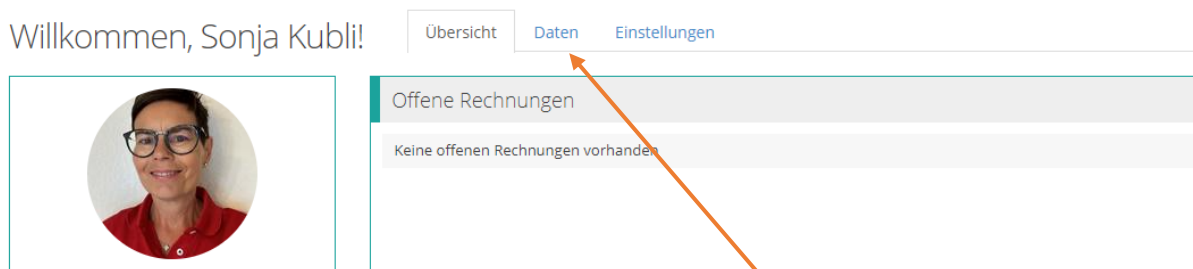 Willkommen, Sonja Kubli!
Übersicht Daten Einstellungen
Offene Rechnungen
Keine offenen Rechnungen vorhanden